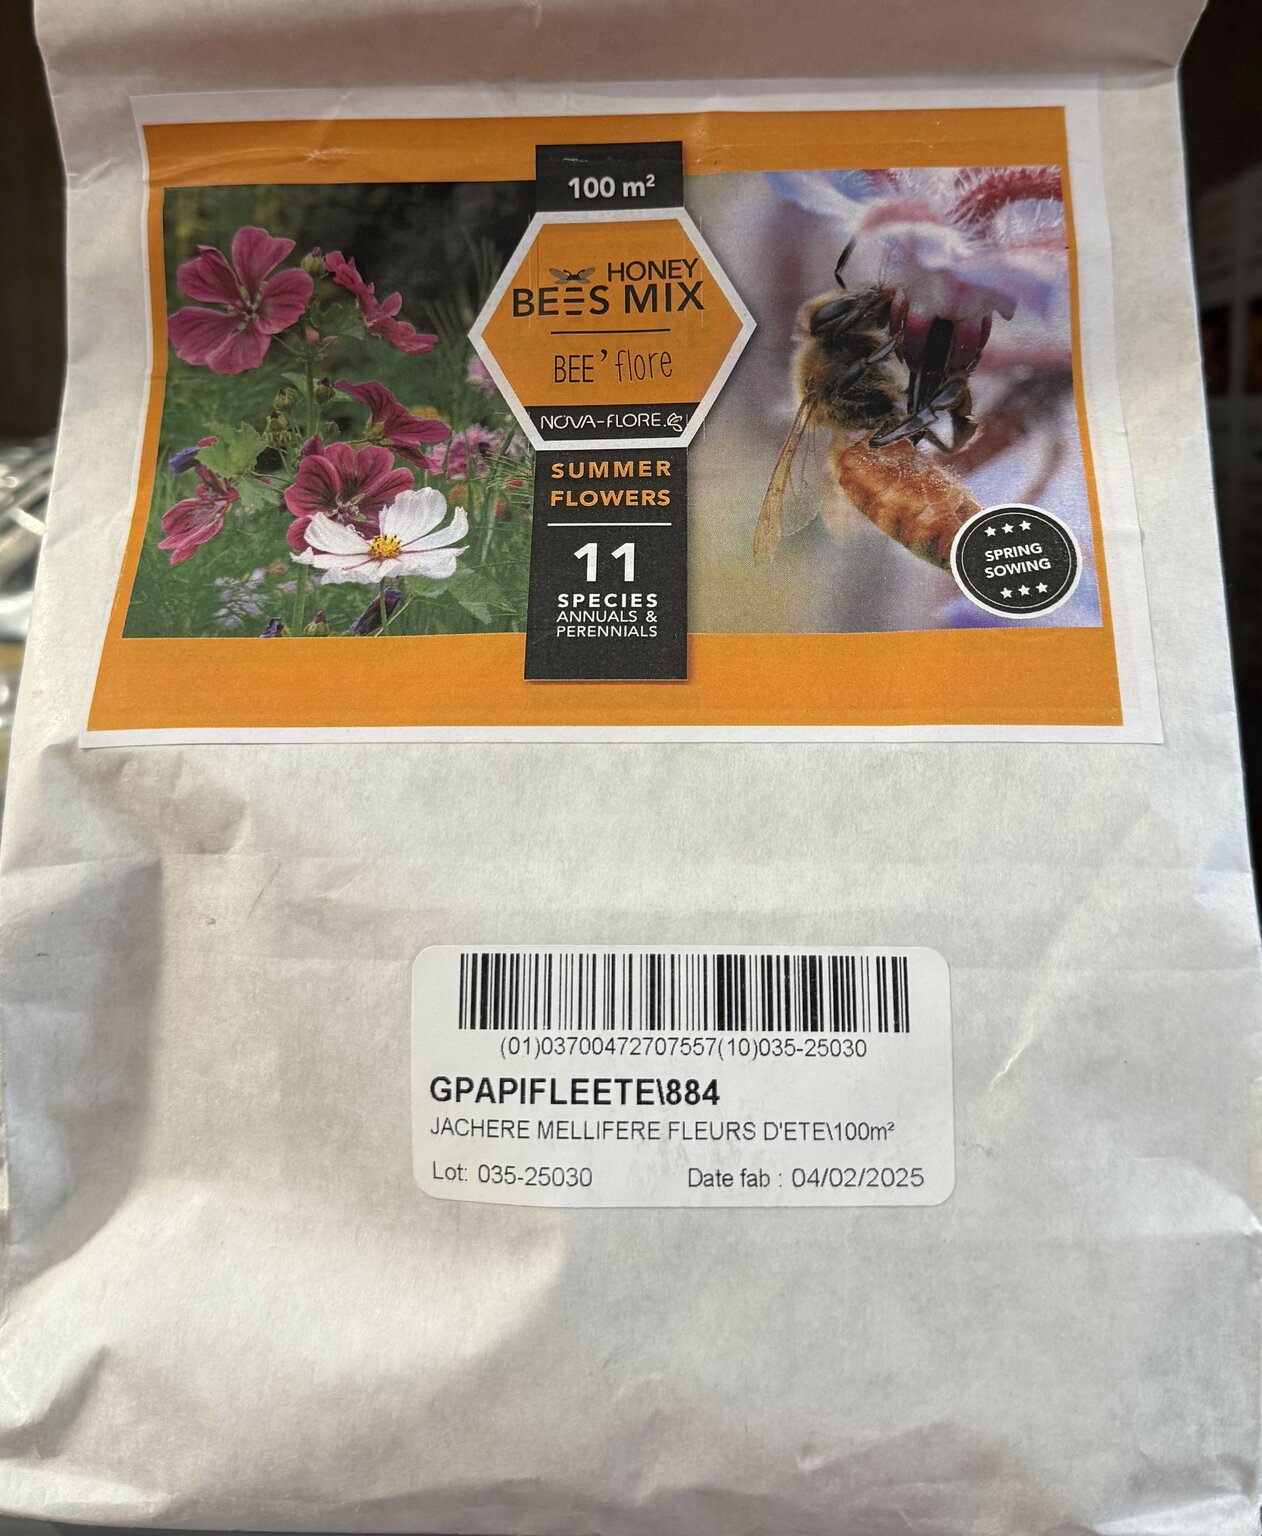 100 m²
HONEY
BEES MIX
BEE'flore
NOVA-FLORE
SUMMER
FLOWERS
11
SPECIES
ANNUALS &
PERENNIALS
SPRING
SOWING
(01)03700472707557(10)035-25030
GPAPIFLEETE\884
JACHERE MELLIFERE FLEURS D'ETE\100m²
Lot: 035-25030 Date fab : 04/02/2025